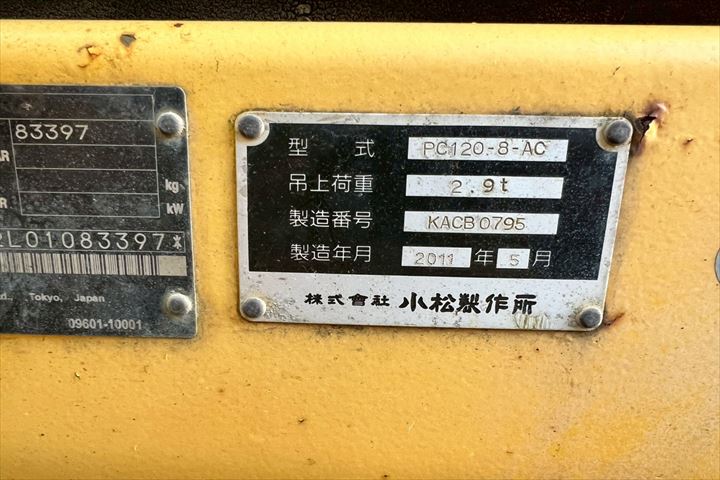 83397
kg
kW
L01083397*
Tokyo, Japan
09601-10001
型 式 PC120-8-AC
吊上荷重 2.9t
製造番号 KACB0795
製造年月 2011 年 5 月
株式會社 小松製作所